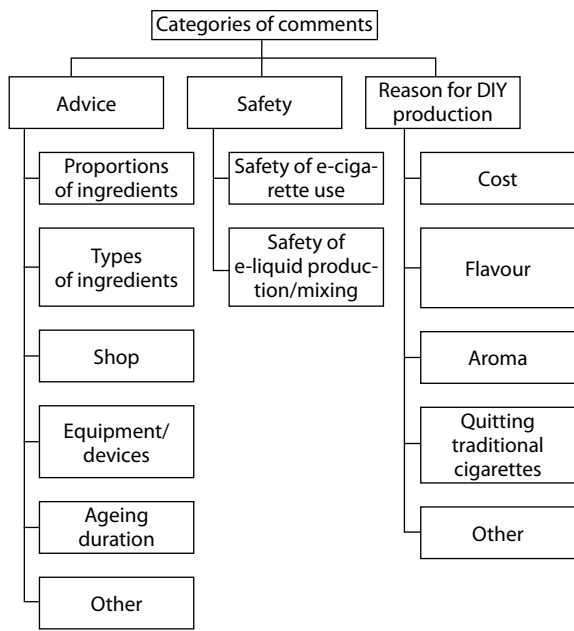 Categories of comments
Advice
Safety
Reason for DIY
production
Proportions
of ingredients
Types
of ingredients
Shop
Equipment/
devices
Ageing
duration
Other
Safety of e-ciga-
rette use
Safety of
e-liquid produc-
tion/mixing
Cost
Flavour
Aroma
Quitting
traditional
cigarettes
Other